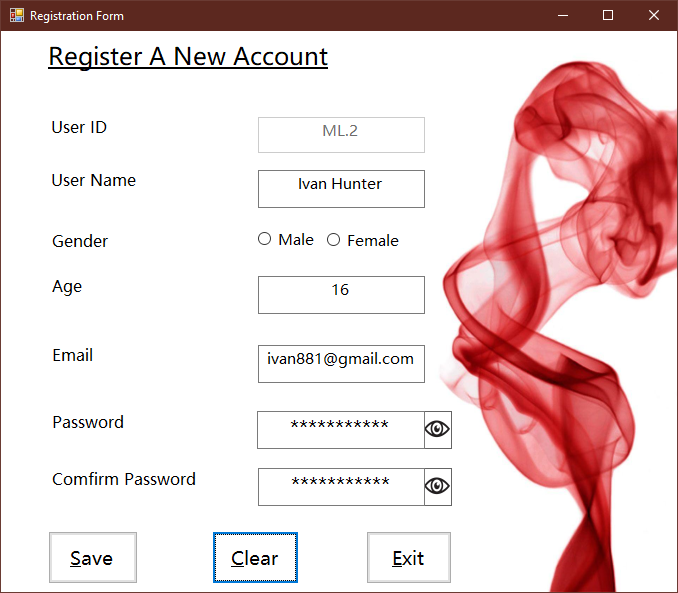 Registration Form
Register A New Account
User ID ML.2
User Name Ivan Hunter
Gender Male Female
Age 16
Email ivan881@gmail.com
Password ***********
Comfirm Password ***********
Save Clear Exit